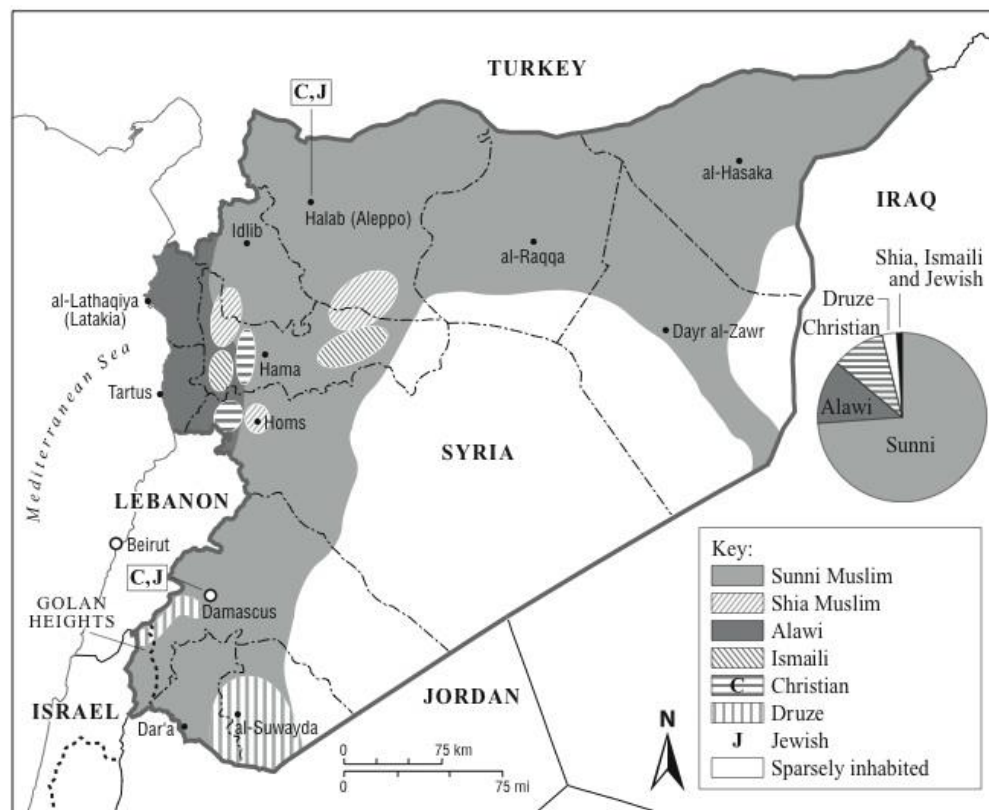 TURKEY
C, J
al-Hasaka
Halab (Aleppo)
IRAQ
Idlib
al-Raqqa
Shia, Ismaili
and Jewish
al-Lathaqiya
(Latakia)
Druze
Christian
Dayr al-Zawr
Mediterranean Sea
Hama
Tartus
Alawi
Homs
Sunni
SYRIA
LEBANON
Beirut
C, J
Damascus
GOLAN
HEIGHTS
ISRAEL
JORDAN
Dar'a
al-Suwayda
N
0 75 km
0 75 mi
Key:
Sunni Muslim
Shia Muslim
Alawi
Ismaili
C Christian
Druze
J Jewish
Sparsely inhabited